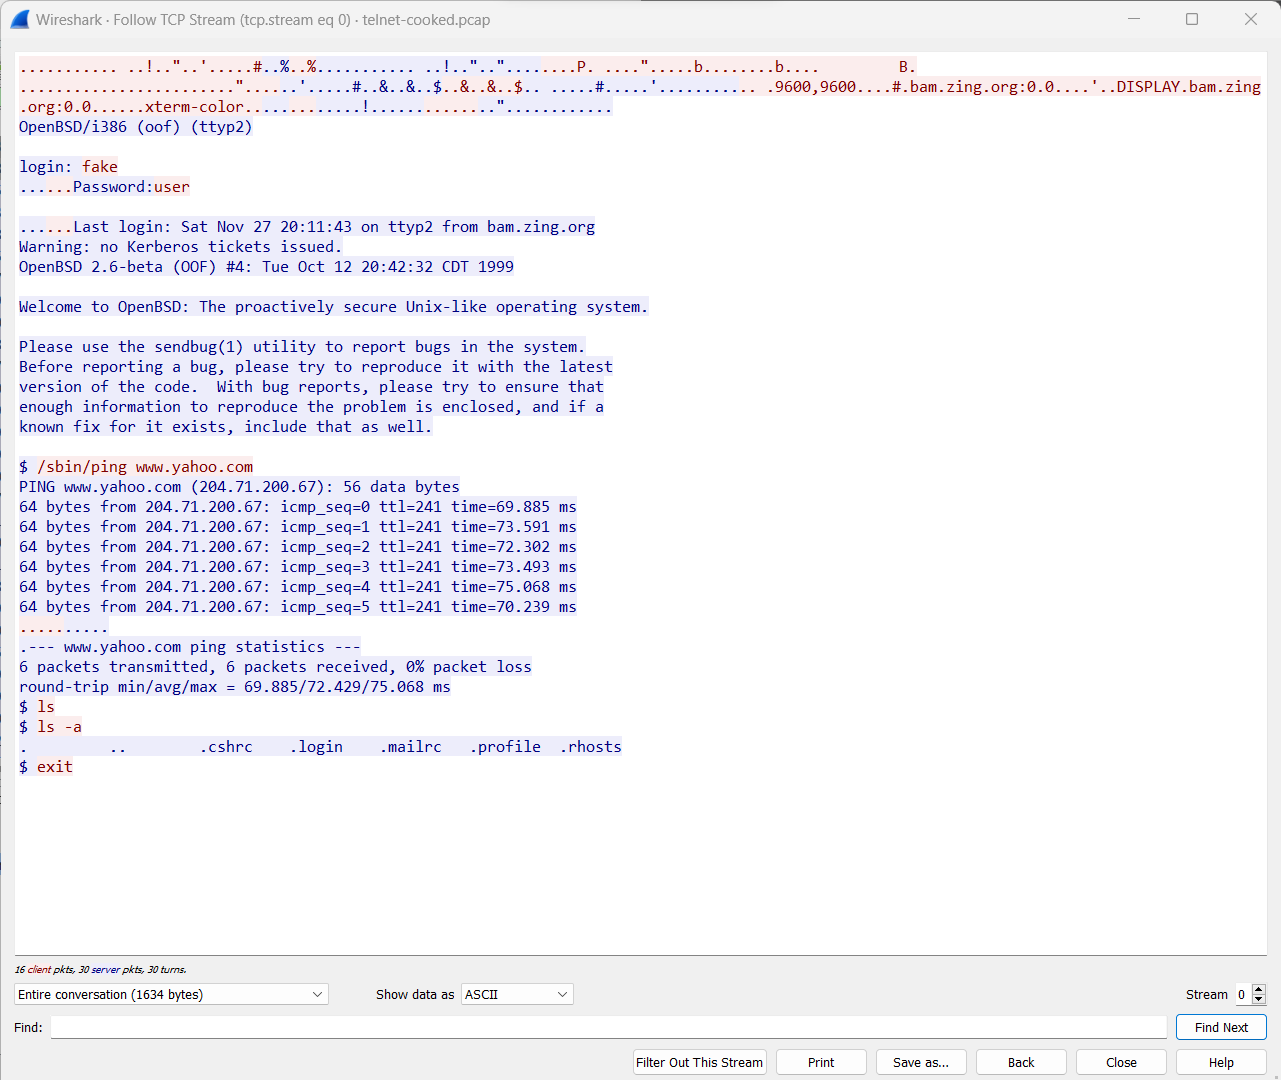 Wireshark · Follow TCP Stream (tcp.stream eq 0) · telnet-cooked.pcap
........... ..!.."..'.....#..%..%........... ..!..".."........P. ....".....b........b.... B.
........................"......'.....#..&..&..$..&..&..$.. .....#.....'........... .9600,9600....#.bam.zing.org:0.0....'..DISPLAY.bam.zing
.org:0.0......xterm-color.............!.............."............
OpenBSD/i386 (oof) (ttyp2)
login: fake
......Password:user
......Last login: Sat Nov 27 20:11:43 on ttyp2 from bam.zing.org
Warning: no Kerberos tickets issued.
OpenBSD 2.6-beta (OOF) #4: Tue Oct 12 20:42:32 CDT 1999
Welcome to OpenBSD: The proactively secure Unix-like operating system.
Please use the sendbug(1) utility to report bugs in the system.
Before reporting a bug, please try to reproduce it with the latest
version of the code.  With bug reports, please try to ensure that
enough information to reproduce the problem is enclosed, and if a
known fix for it exists, include that as well.
$ /sbin/ping www.yahoo.com
PING www.yahoo.com (204.71.200.67): 56 data bytes
64 bytes from 204.71.200.67: icmp_seq=0 ttl=241 time=69.885 ms
64 bytes from 204.71.200.67: icmp_seq=1 ttl=241 time=73.591 ms
64 bytes from 204.71.200.67: icmp_seq=2 ttl=241 time=72.302 ms
64 bytes from 204.71.200.67: icmp_seq=3 ttl=241 time=73.493 ms
64 bytes from 204.71.200.67: icmp_seq=4 ttl=241 time=75.068 ms
64 bytes from 204.71.200.67: icmp_seq=5 ttl=241 time=70.239 ms
..........
.--- www.yahoo.com ping statistics ---
6 packets transmitted, 6 packets received, 0% packet loss
round-trip min/avg/max = 69.885/72.429/75.068 ms
$ ls
$ ls -a
.         ..        .cshrc    .login    .mailrc   .profile  .rhosts
$ exit
16 client pkts, 30 server pkts, 30 turns.
Entire conversation (1634 bytes) Show data as ASCII Stream 0
Find: Find Next
Filter Out This Stream Print Save as... Back Close Help